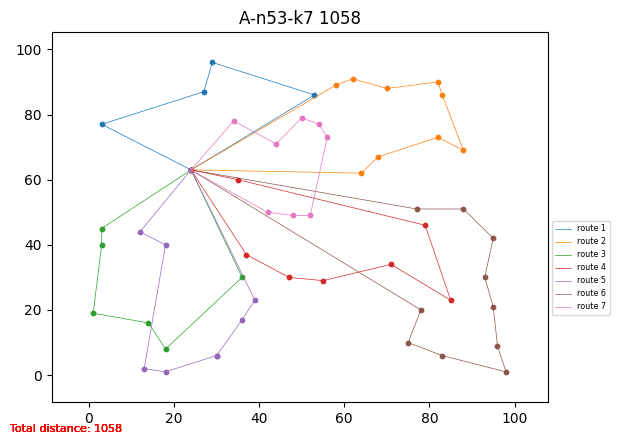 A-n53-k7 1058
100
80
60
40
20
0
0 20 40 60 80 100
route 1
route 2
route 3
route 4
route 5
route 6
route 7
Total distance: 1058